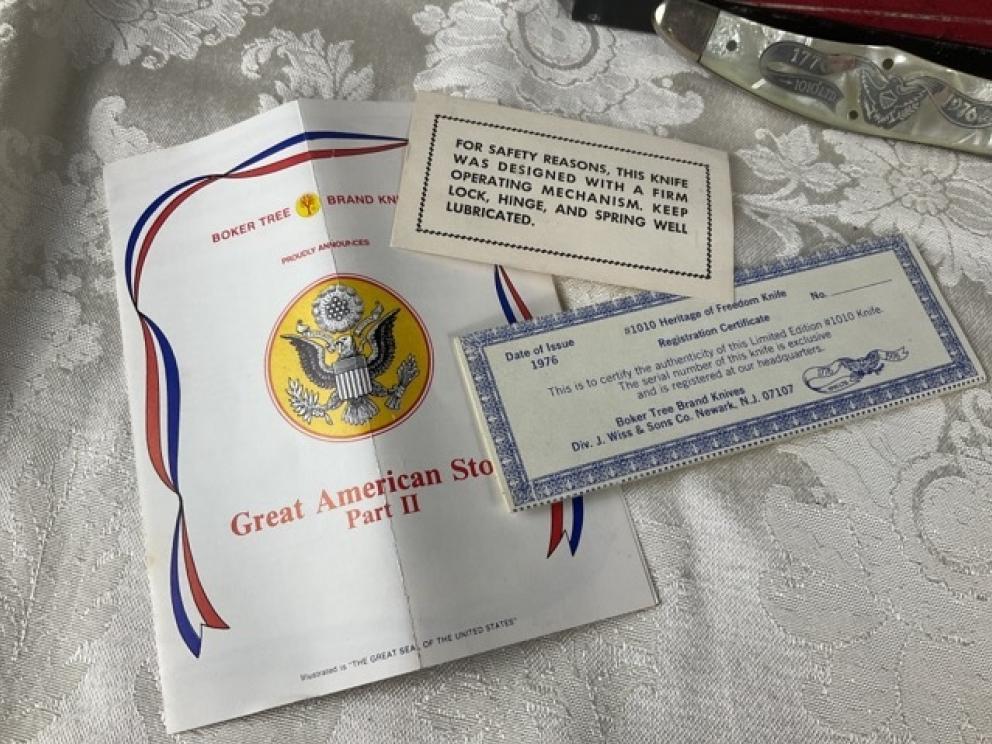 BOKER TREE BRAND
PROUDLY ANNOUNCES
Great American
Part II
Illustrated is "THE GREAT SEAL OF THE UNITED STATES"
FOR SAFETY REASONS, THIS KNIFE
WAS DESIGNED WITH A FIRM
OPERATING MECHANISM. KEEP
LOCK, HINGE, AND SPRING WELL
LUBRICATED.
#1010 Heritage of Freedom Knife No.
Registration Certificate
Date of Issue
1976
This is to certify the authenticity of this Limited Edition #1010 Knife.
The serial number of this knife is exclusive
and is registered at our headquarters.
Boker Tree Brand Knives
Div. J. Wiss & Sons Co. Newark, N.J. 07107
1776
1976